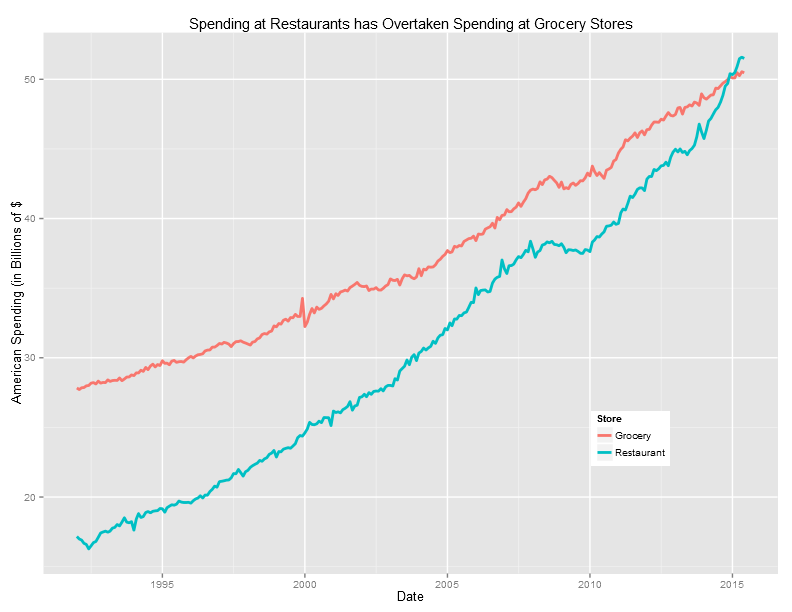 Spending at Restaurants has Overtaken Spending at Grocery Stores
American Spending (in Billions of $
50
40
30
20
Store
Grocery
Restaurant
1995
2000
2005
2010
2015
Date